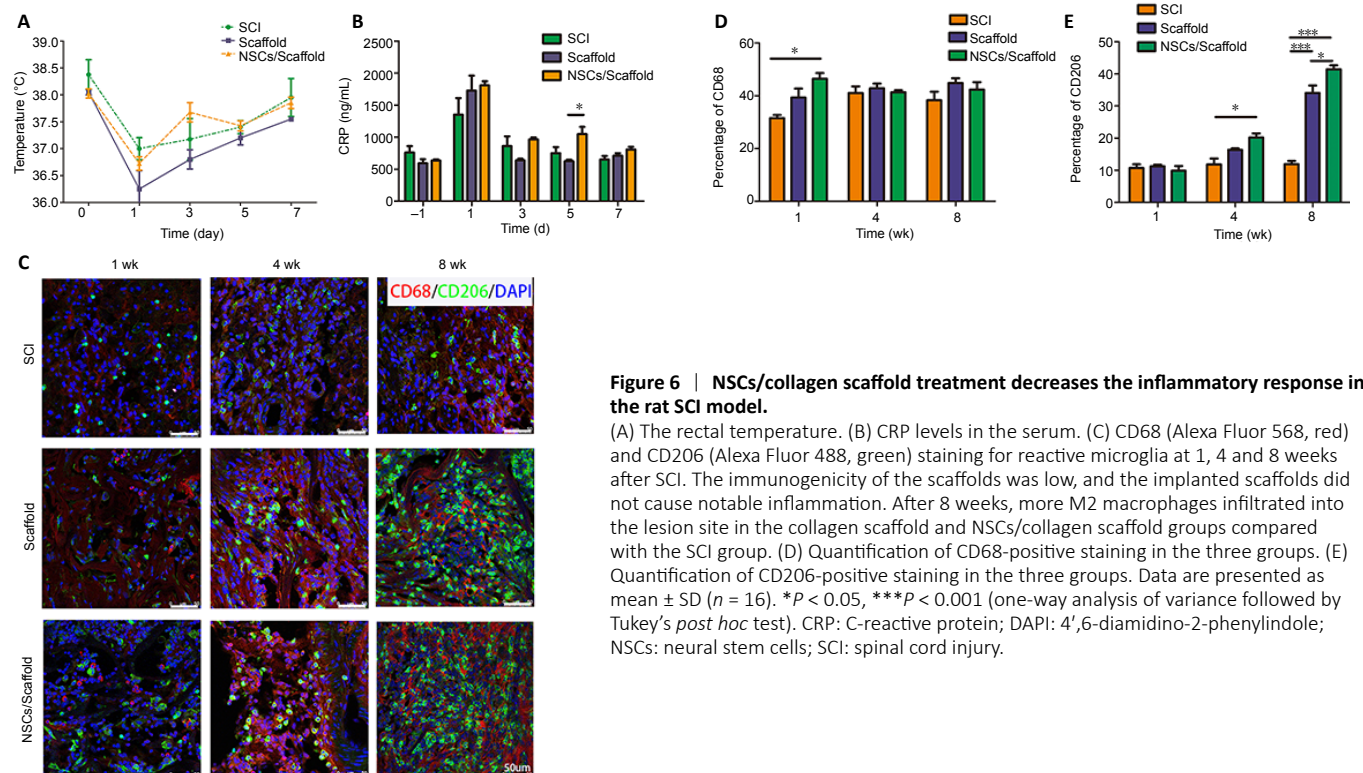 A
SCI
Scaffold
NSCs/Scaffold
39.0
38.5
38.0
37.5
37.0
36.5
36.0
Temperature (°C)
0 1 3 5 7
Time (day)
B
SCI
Scaffold
NSCs/Scaffold
2500
2000
1500
1000
500
0
CRP (ng/mL)
*
–1 1 3 5 7
Time (d)
D
SCI
Scaffold
NSCs/Scaffold
60
40
20
0
Percentage of CD68
*
1 4 8
Time (wk)
E
SCI
Scaffold
NSCs/Scaffold
50
40
30
20
10
0
Percentage of CD206
*
***
***
*
1 4 8
Time (wk)
C
1 wk 4 wk 8 wk
CD68/CD206/DAPI
SCI
Scaffold
NSCs/Scaffold
50um
Figure 6 | NSCs/collagen scaffold treatment decreases the inflammatory response in
the rat SCI model.
(A) The rectal temperature. (B) CRP levels in the serum. (C) CD68 (Alexa Fluor 568, red)
and CD206 (Alexa Fluor 488, green) staining for reactive microglia at 1, 4 and 8 weeks
after SCI. The immunogenicity of the scaffolds was low, and the implanted scaffolds did
not cause notable inflammation. After 8 weeks, more M2 macrophages infiltrated into
the lesion site in the collagen scaffold and NSCs/collagen scaffold groups compared
with the SCI group. (D) Quantification of CD68-positive staining in the three groups. (E)
Quantification of CD206-positive staining in the three groups. Data are presented as
mean ± SD (n = 16). *P < 0.05, ***P < 0.001 (one-way analysis of variance followed by
Tukey's post hoc test). CRP: C-reactive protein; DAPI: 4′,6-diamidino-2-phenylindole;
NSCs: neural stem cells; SCI: spinal cord injury.